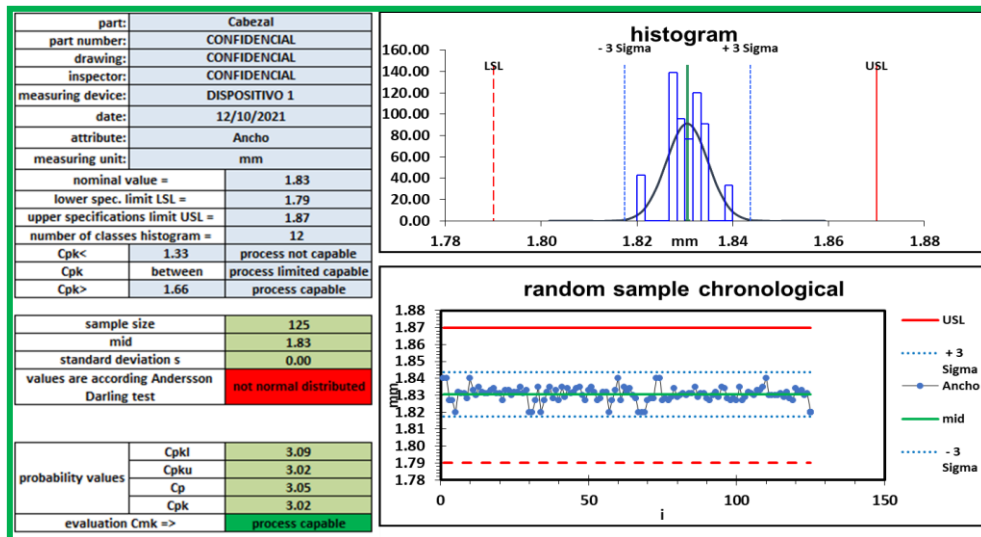 part: Cabezal
part number: CONFIDENCIAL
drawing: CONFIDENCIAL
inspector: CONFIDENCIAL
measuring device: DISPOSITIVO 1
date: 12/10/2021
attribute: Ancho
measuring unit: mm
nominal value = 1.83
lower spec. limit LSL = 1.79
upper specifications limit USL = 1.87
number of classes histogram = 12
Cpk< 1.33 process not capable
Cpk between process limited capable
Cpk> 1.66 process capable
sample size 125
mid 1.83
standard deviation s 0.00
values are according Andersson
Darling test
not normal distributed
probability values
Cpkl 3.09
Cpku 3.02
Cp 3.05
Cpk 3.02
evaluation Cmk => process capable
histogram
- 3 Sigma + 3 Sigma
LSL USL
160.00
140.00
120.00
100.00
80.00
60.00
40.00
20.00
0.00
1.78 1.80 1.82 mm 1.84 1.86 1.88
random sample chronological
1.88
1.87
1.86
1.85
1.84
1.83
1.82
1.81
1.80
1.79
1.78
mm
0 50 100 150
i
USL
+ 3
Sigma
Ancho
mid
- 3
Sigma